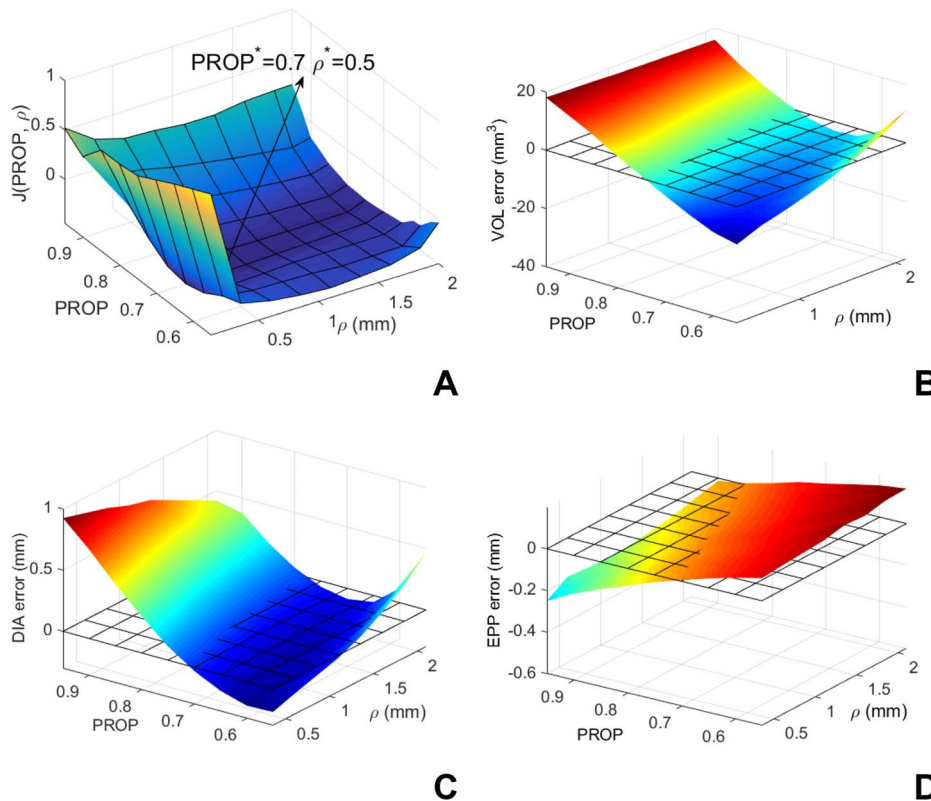 PROP*=0.7 ρ*=0.5
J(PROP, ρ)
1
0.5
0
0.9
0.8
PROP 0.7
0.6
0.5
1 ρ (mm)
1.5
2
A
VOL error (mm³)
20
0
-20
-40
0.9
0.8
PROP
0.7
0.6
1 ρ (mm)
2
B
DIA error (mm)
1
0.5
0
0.9
0.8
PROP
0.7
0.6
0.5
1 ρ (mm)
1.5
2
C
EPP error (mm)
0
-0.2
-0.4
-0.6
0.9
0.8
PROP
0.7
0.6
0.5
1 ρ (mm)
1.5
2
D